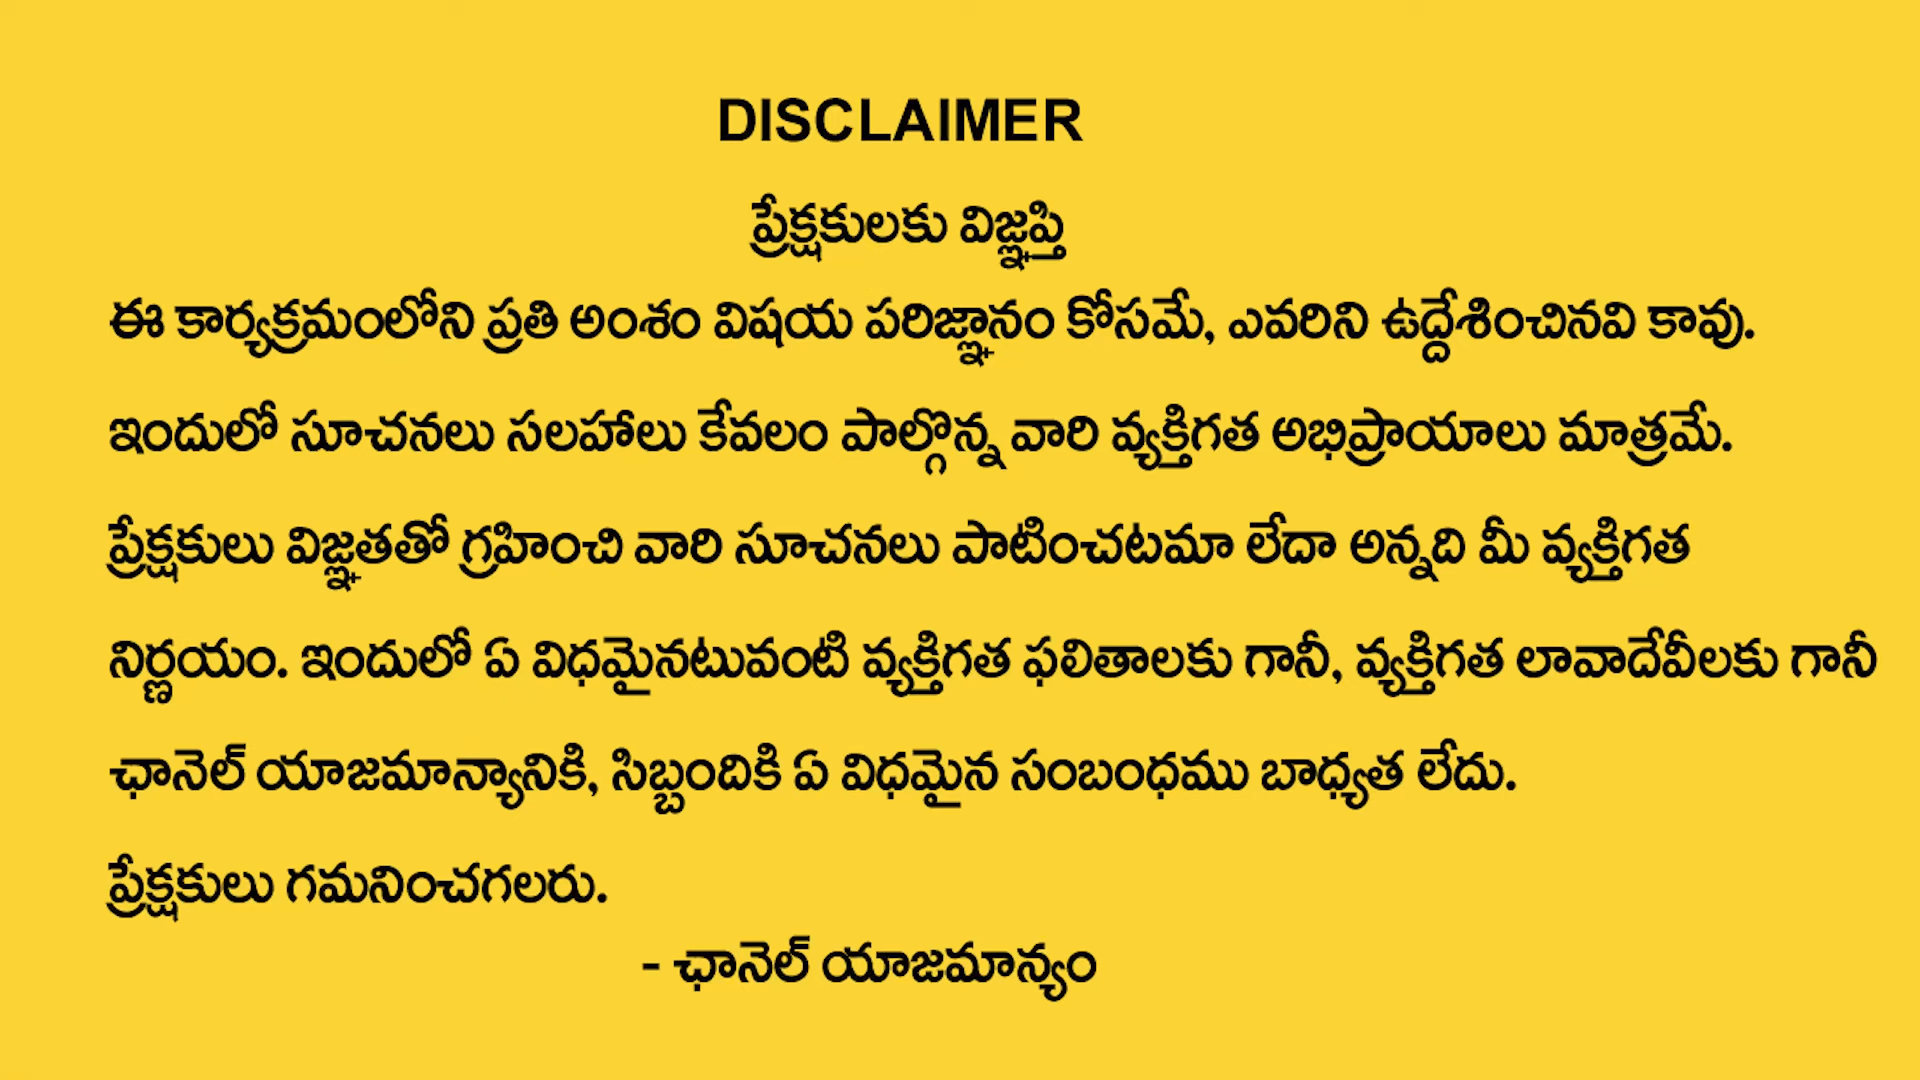 DISCLAIMER
ప్రేక్షకులకు విజ్ఞప్తి
ఈ కార్యక్రమంలోని ప్రతి అంశం విషయ పరిజ్ఞానం కోసమే, ఎవరిని ఉద్దేశించినవి కావు.
ఇందులో సూచనలు సలహాలు కేవలం పాల్గొన్న వారి వ్యక్తిగత అభిప్రాయాలు మాత్రమే.
ప్రేక్షకులు విజ్ఞతతో గ్రహించి వారి సూచనలు పాటించటమా లేదా అన్నది మీ వ్యక్తిగత
నిర్ణయం. ఇందులో ఏ విధమైనటువంటి వ్యక్తిగత ఫలితాలకు గానీ, వ్యక్తిగత లావాదేవీలకు గానీ
ఛానెల్ యాజమాన్యానికి, సిబ్బందికి ఏ విధమైన సంబంధము బాధ్యత లేదు.
ప్రేక్షకులు గమనించగలరు.
- ఛానెల్ యాజమాన్యం